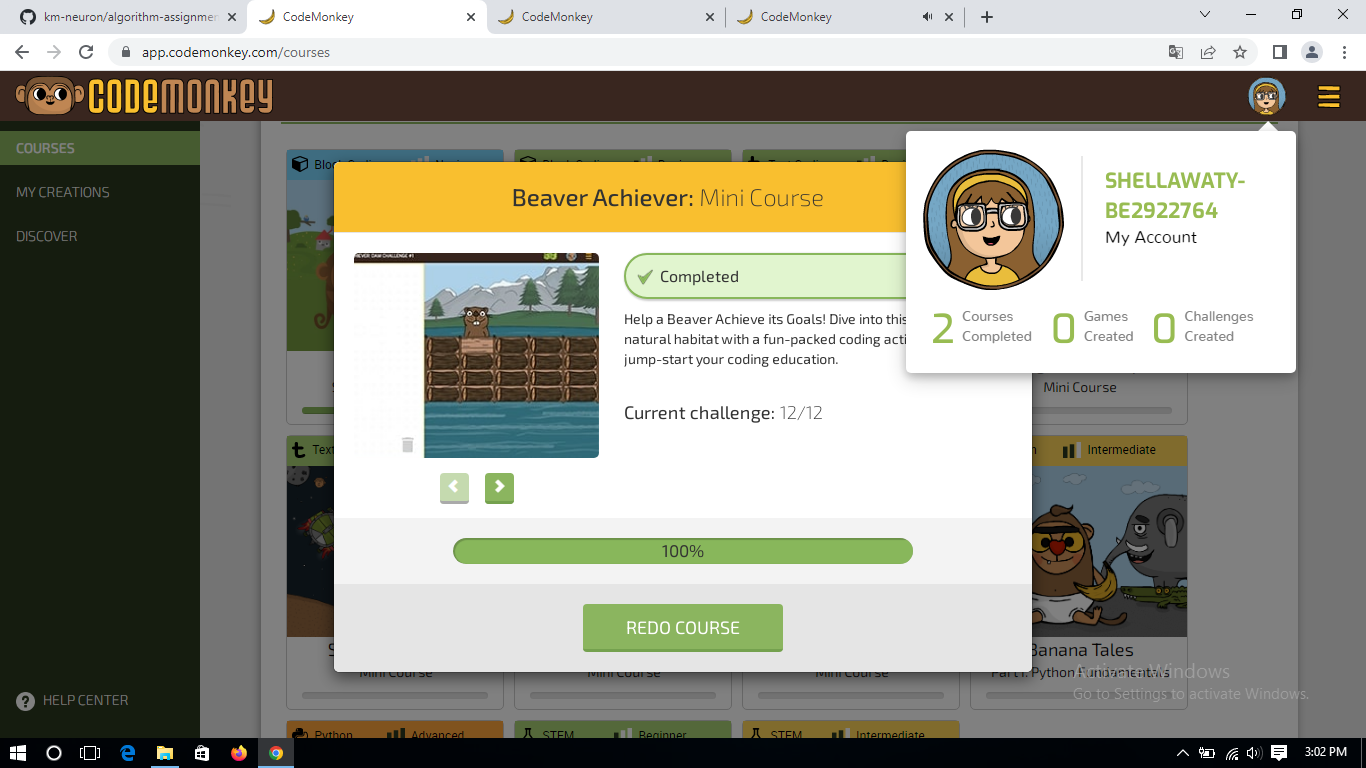 km-neuron/algorithm-assignmen
CodeMonkey
CodeMonkey
CodeMonkey
app.codemonkey.com/courses
CODEMONKEY
COURSES
MY CREATIONS
DISCOVER
HELP CENTER
SHELLAWATY-
BE2922764
My Account
2 Courses Completed
0 Games Created
0 Challenges Created
Beaver Achiever: Mini Course
Completed
Help a Beaver Achieve its Goals! Dive into this
natural habitat with a fun-packed coding acti
jump-start your coding education.
Current challenge: 12/12
100%
REDO COURSE
Mini Course
Text
Intermediate
Banana Tales
Mini Course
Mini Course
Mini Course
Part I: Python Fundamentals
Python Advanced
STEM Beginner
STEM Intermediate
Activate Windows
Go to Settings to activate Windows.
3:02 PM